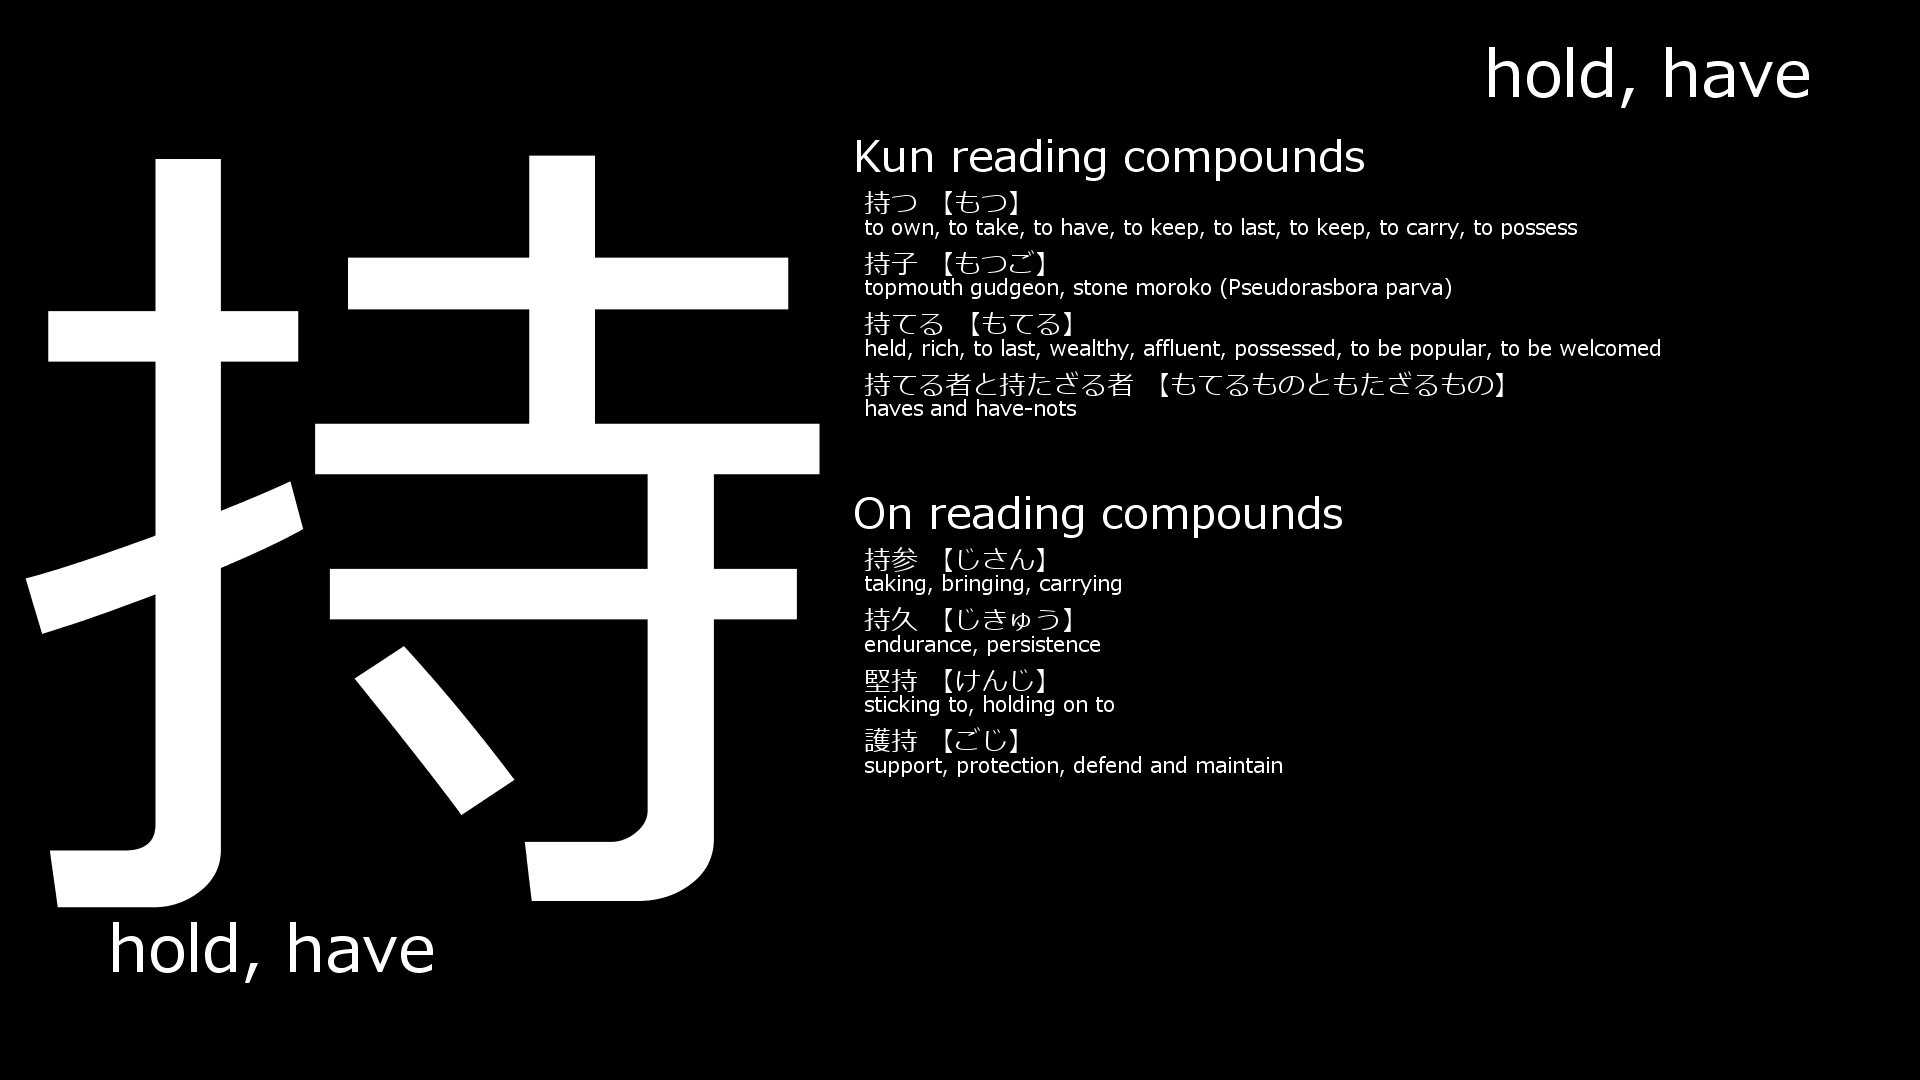 hold, have
持
Kun reading compounds
持つ 【もつ】
to own, to take, to have, to keep, to last, to keep, to carry, to possess
持子 【もつご】
topmouth gudgeon, stone moroko (Pseudorasbora parva)
持てる 【もてる】
held, rich, to last, wealthy, affluent, possessed, to be popular, to be welcomed
持てる者と持たざる者 【もてるものともたざるもの】
haves and have-nots
On reading compounds
持参 【じさん】
taking, bringing, carrying
持久 【じきゅう】
endurance, persistence
堅持 【けんじ】
sticking to, holding on to
護持 【ごじ】
support, protection, defend and maintain
hold, have